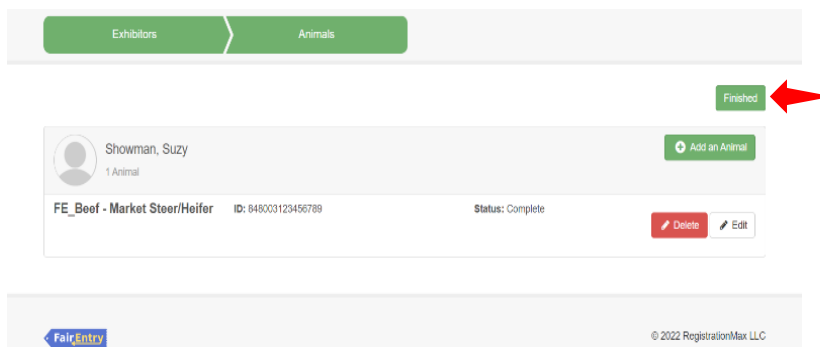 Exhibitors
Animals
Finished
Showman, Suzy
1 Animal
Add an Animal
FE_Beef - Market Steer/Heifer ID: 848003123456789 Status: Complete
Delete Edit
FairEntry © 2022 RegistrationMax LLC